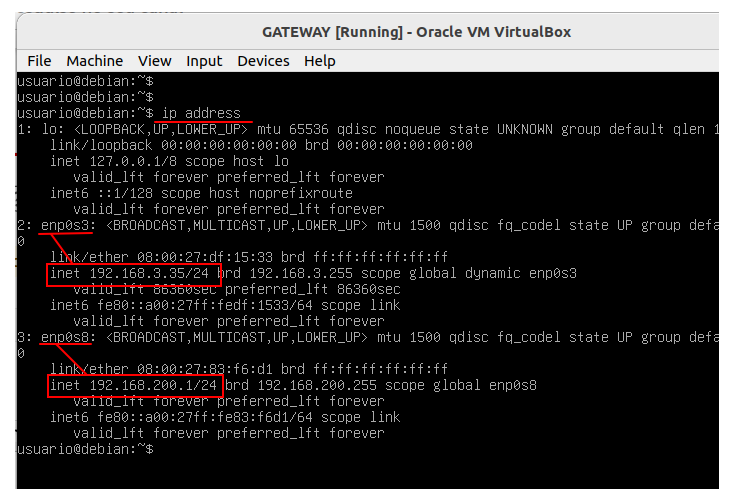 GATEWAY [Running] - Oracle VM VirtualBox
File Machine View Input Devices Help
usuario@debian:~$
usuario@debian:~$
usuario@debian:~$ ip address
1: lo: <LOOPBACK,UP,LOWER_UP> mtu 65536 qdisc noqueue state UNKNOWN group default qlen 1
link/loopback 00:00:00:00:00:00 brd 00:00:00:00:00:00
inet 127.0.0.1/8 scope host lo
valid_lft forever preferred_lft forever
inet6 ::1/128 scope host noprefixroute
valid_lft forever preferred_lft forever
2: enp0s3: <BROADCAST,MULTICAST,UP,LOWER_UP> mtu 1500 qdisc fq_codel state UP group defa
0
link/ether 08:00:27:df:15:33 brd ff:ff:ff:ff:ff:ff
inet 192.168.3.35/24 brd 192.168.3.255 scope global dynamic enp0s3
valid_lft 86360sec preferred_lft 86360sec
inet6 fe80::a00:27ff:fedf:1533/64 scope link
valid_lft forever preferred_lft forever
3: enp0s8: <BROADCAST,MULTICAST,UP,LOWER_UP> mtu 1500 qdisc fq_codel state UP group defa
0
link/ether 08:00:27:83:f6:d1 brd ff:ff:ff:ff:ff:ff
inet 192.168.200.1/24 brd 192.168.200.255 scope global enp0s8
valid_lft forever preferred_lft forever
inet6 fe80::a00:27ff:fe83:f6d1/64 scope link
valid_lft forever preferred_lft forever
usuario@debian:~$